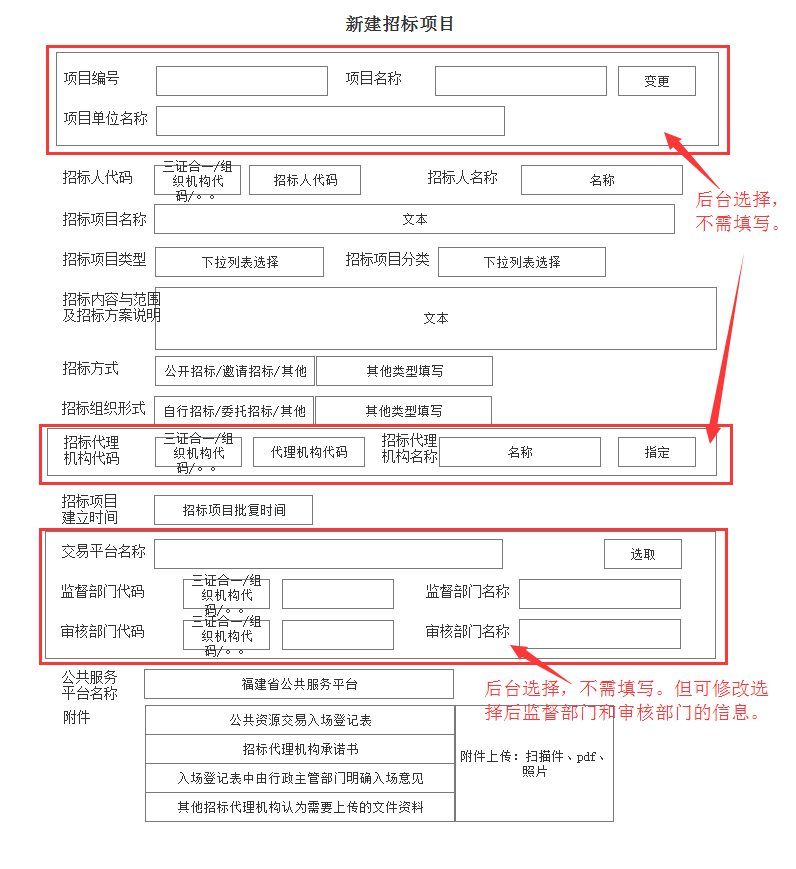 新建招标项目
项目编号
项目名称
变更
项目单位名称
招标人代码
三证合一/组
织机构代
码/。。
招标人代码
招标人名称
名称
后台选择，
不需填写。
招标项目名称
文本
招标项目类型
下拉列表选择
招标项目分类
下拉列表选择
招标内容与范围
及招标方案说明
文本
招标方式
公开招标/邀请招标/其他
其他类型填写
招标组织形式
自行招标/委托招标/其他
其他类型填写
招标代理
机构代码
三证合一/组
织机构代
码/。。
代理机构代码
招标代理
机构名称
名称
指定
招标项目
建立时间
招标项目批复时间
交易平台名称
选取
监督部门代码
三证合一/组
织机构代
码/。。
监督部门名称
审核部门代码
三证合一/组
织机构代
码/。。
审核部门名称
公共服务
平台名称
福建省公共服务平台
后台选择，不需填写。但可修改选
择后监督部门和审核部门的信息。
附件
公共资源交易入场登记表
招标代理机构承诺书
入场登记表中由行政主管部门明确入场意见
其他招标代理机构认为需要上传的文件资料
附件上传：扫描件、pdf、
照片